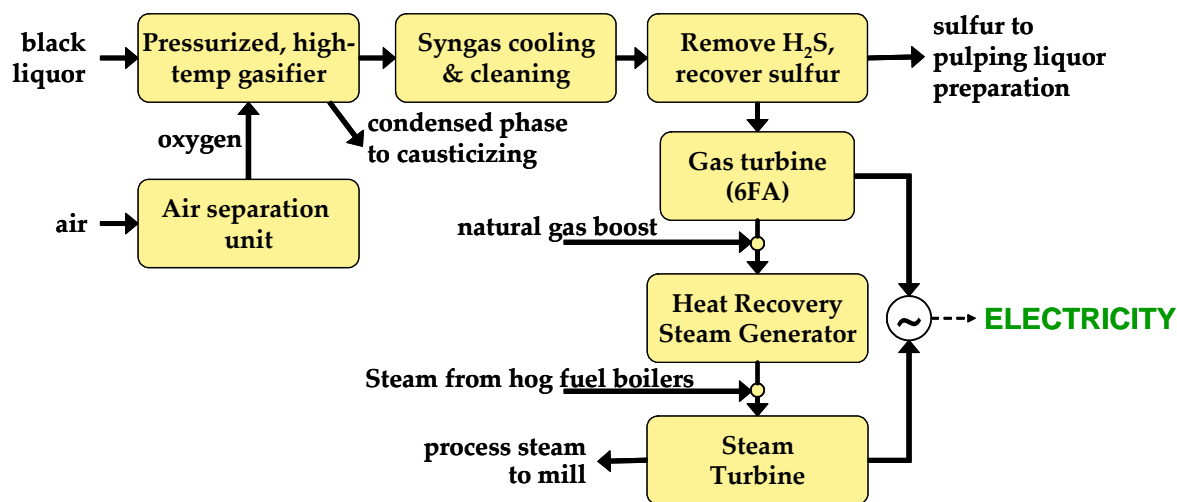 black
liquor
Pressurized, high-
temp gasifier
Syngas cooling
& cleaning
Remove H₂S,
recover sulfur
sulfur to
pulping liquor
preparation
oxygen
condensed phase
to causticizing
air
Air separation
unit
Gas turbine
(6FA)
natural gas boost
Heat Recovery
Steam Generator
~
ELECTRICITY
Steam from hog fuel boilers
process steam
to mill
Steam
Turbine